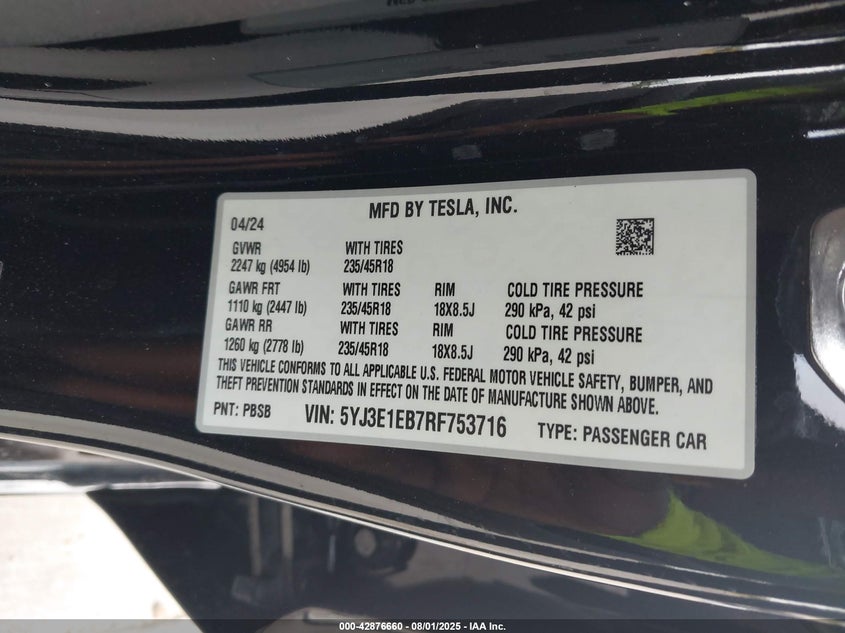 MFD BY TESLA, INC.
04/24
GVWR WITH TIRES
2247 kg (4954 lb) 235/45R18
GAWR FRT WITH TIRES RIM COLD TIRE PRESSURE
1110 kg (2447 lb) 235/45R18 18X8.5J 290 kPa, 42 psi
GAWR RR WITH TIRES RIM COLD TIRE PRESSURE
1260 kg (2778 lb) 235/45R18 18X8.5J 290 kPa, 42 psi
THIS VEHICLE CONFORMS TO ALL APPLICABLE U.S. FEDERAL MOTOR VEHICLE SAFETY, BUMPER, AND
THEFT PREVENTION STANDARDS IN EFFECT ON THE DATE OF MANUFACTURE SHOWN ABOVE.
PNT: PBSB VIN: 5YJ3E1EB7RF753716 TYPE: PASSENGER CAR
000-42876660 - 08/01/2025 - IAA Inc.